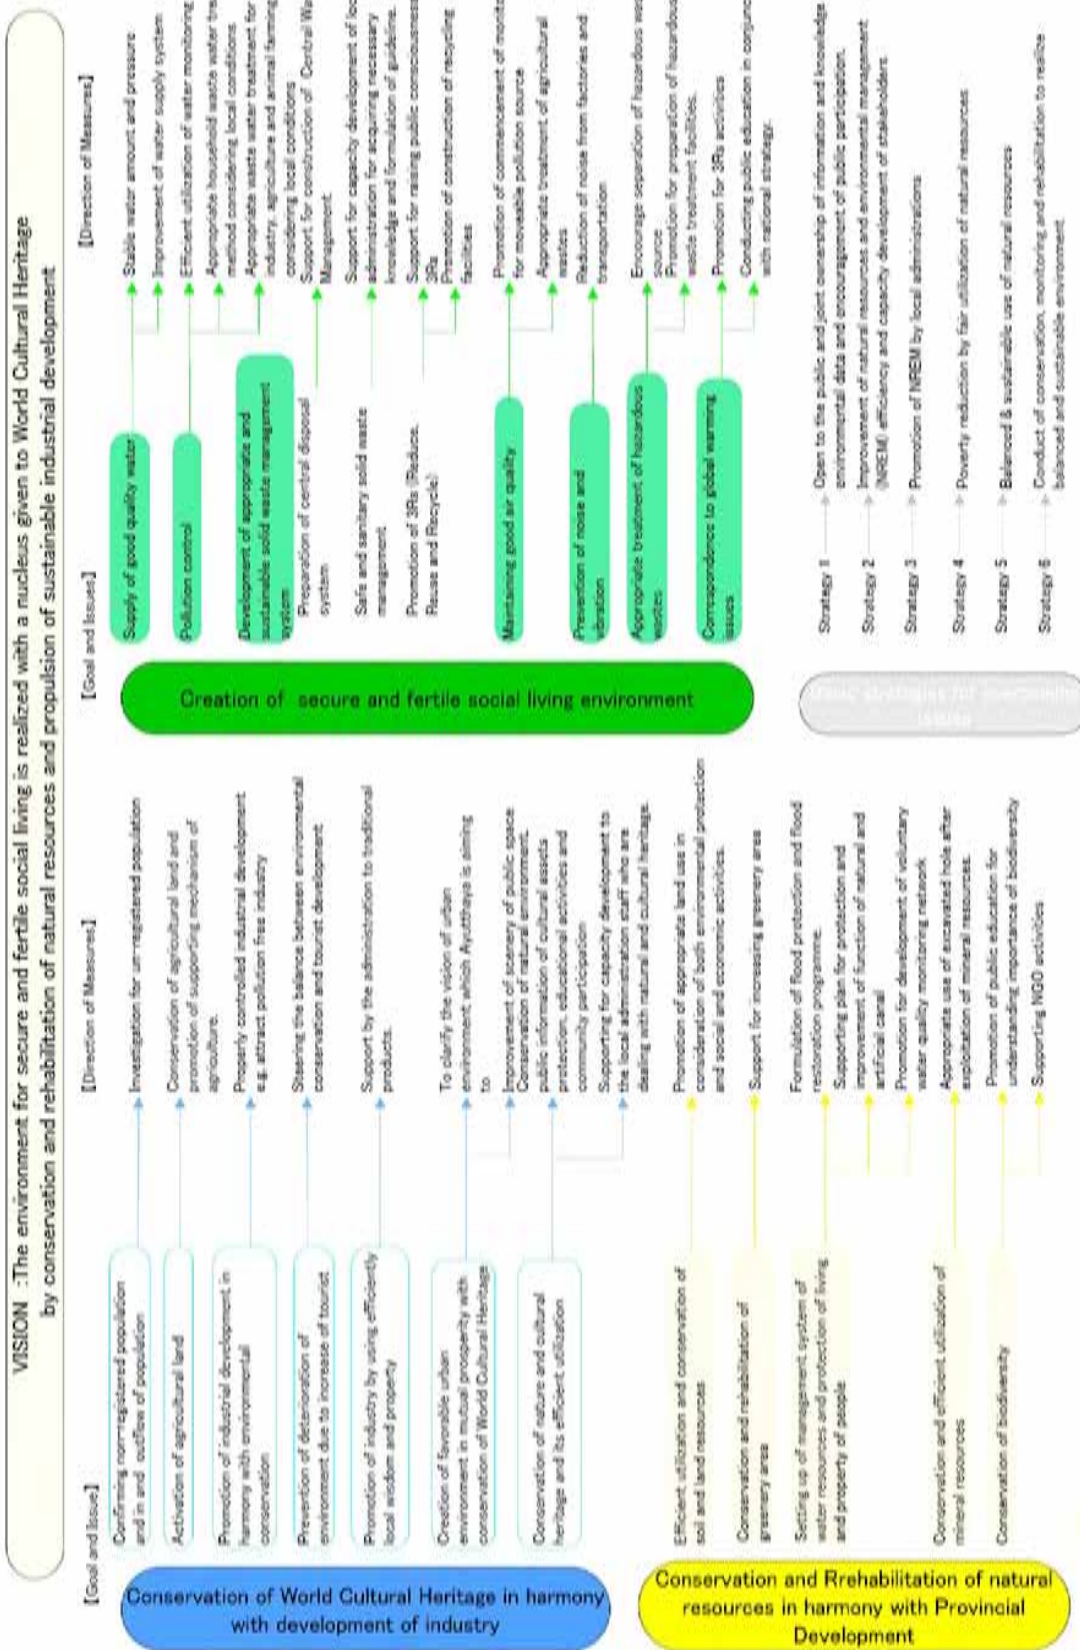 VISION :The environment for secure and fertile social living is realized with a nucleus given to World Cultural Heritage
by conservation and rehabilitation of natural resources and propulsion of sustainable industrial development
【Goal and Issue】
【Direction of Measures】
Conservation of World Cultural Heritage in harmony
with development of industry
Confirming non-registered population
and in and outflow of population
Investigation for un-registered population
Activation of agricultural land
Conservation of agricultural land and
promotion of supporting mechanism of
agriculture.
Promotion of industrial development in
harmony with environmental
conservation
Properly controlled industrial development
e.g. attract pollution free industry
Prevention of deterioration of
environment due to increase of tourist
Steering the balance between environmental
conservation and tourist development
Promotion of industry by using efficiently
local wisdom and property
Support by the administration to traditional
products.
Creation of favorable urban
environment in mutual prosperity with
conservation of World Cultural Heritage
To clarify the vision of urban
environment which Ayutthaya is aiming
to
Improvement of scenery of public space
Conservation of nature and cultural
heritage and its efficient utilization
Conservation of natural environment.
public information of cultural assets
protection, educational activities and
community participation
Supporting for capacity development to
the local administration staff who are
dealing with natural and cultural heritage.
Conservation and Rrehabilitation of natural
resources in harmony with Provincial
Development
Efficient utilization and conservation of
soil and land resources
Promotion of appropriate land use in
consideration of both environmental protection
and social and economic activities.
Conservation and rehabilitation of
greenery area
Support for increasing greenery area
Setting up of management system of
water resources and protection of living
and property of people
Formulation of flood protection and flood
restoration programme.
Supporting plan for protection and
improvement of function of natural and
artifical canal
Promotion for development of voluntary
water quality monitoring network
Conservation and efficient utilization of
mineral resources
Appropriate use of excavated hole after
exploitation of mineral resources.
Conservation of biodiversity
Promotion of public education for
understanding importance of biodiversity
Supporting NGO activities
【Goal and Issues】
【Direction of Measures】
Creation of secure and fertile social living environment
Supply of good quality water
Stable water amount and pressure
Improvement of water supply system
Pollution control
Efficient utilization of water monitoring
Appropriate household waste water tre
method considering local conditions
Appropriate waste water treatment for
industry, agriculture and animal farming
considering local conditions
Development of appropriate and
sustainable solid waste management
system
Preparation of central disposal
system
Support for construction of Central Wa
Management
Safe and sanitary solid waste
management
Support for capacity development of loc
administration for acquiring necessary
knowledge and formulation of guideline.
Promotion of 3Rs (Reduce,
Reuse and Recycle)
Support for raising public consciousness
3Rs
Promotion of construction of recycling
facilities
Maintaining good air quality
Promotion of commencement of monito
for moveable pollution source
Appropriate treatment of agricultural
wastes
Prevention of noise and
vibration
Reduction of noise from factories and
transportation
Appropriate treatment of hazardous
wastes
Encourage separation of hazardous wa
source
Promotion for preparation of hazardous
waste treatment facilities.
Correspondence to global warming
issues
Promotion for 3Rs activities
Conducting public education in conjunc
with national strategy.
strategies for
issues
Strategy 1
Open to the public and joint ownership of information and knowledge
environmental data and encouragement of public participation.
Strategy 2
Improvement of natural resources and environmental management
(NREM) efficiency and capacity development of stakeholders
Strategy 3
Promotion of NREM by local administrations
Strategy 4
Poverty reduction by fair utilization of natural resources
Strategy 5
Balanced & sustainable use of natural resources
Strategy 6
Conduct of conservation, monitoring and rehabilitation to realize
balanced and sustainable environment.